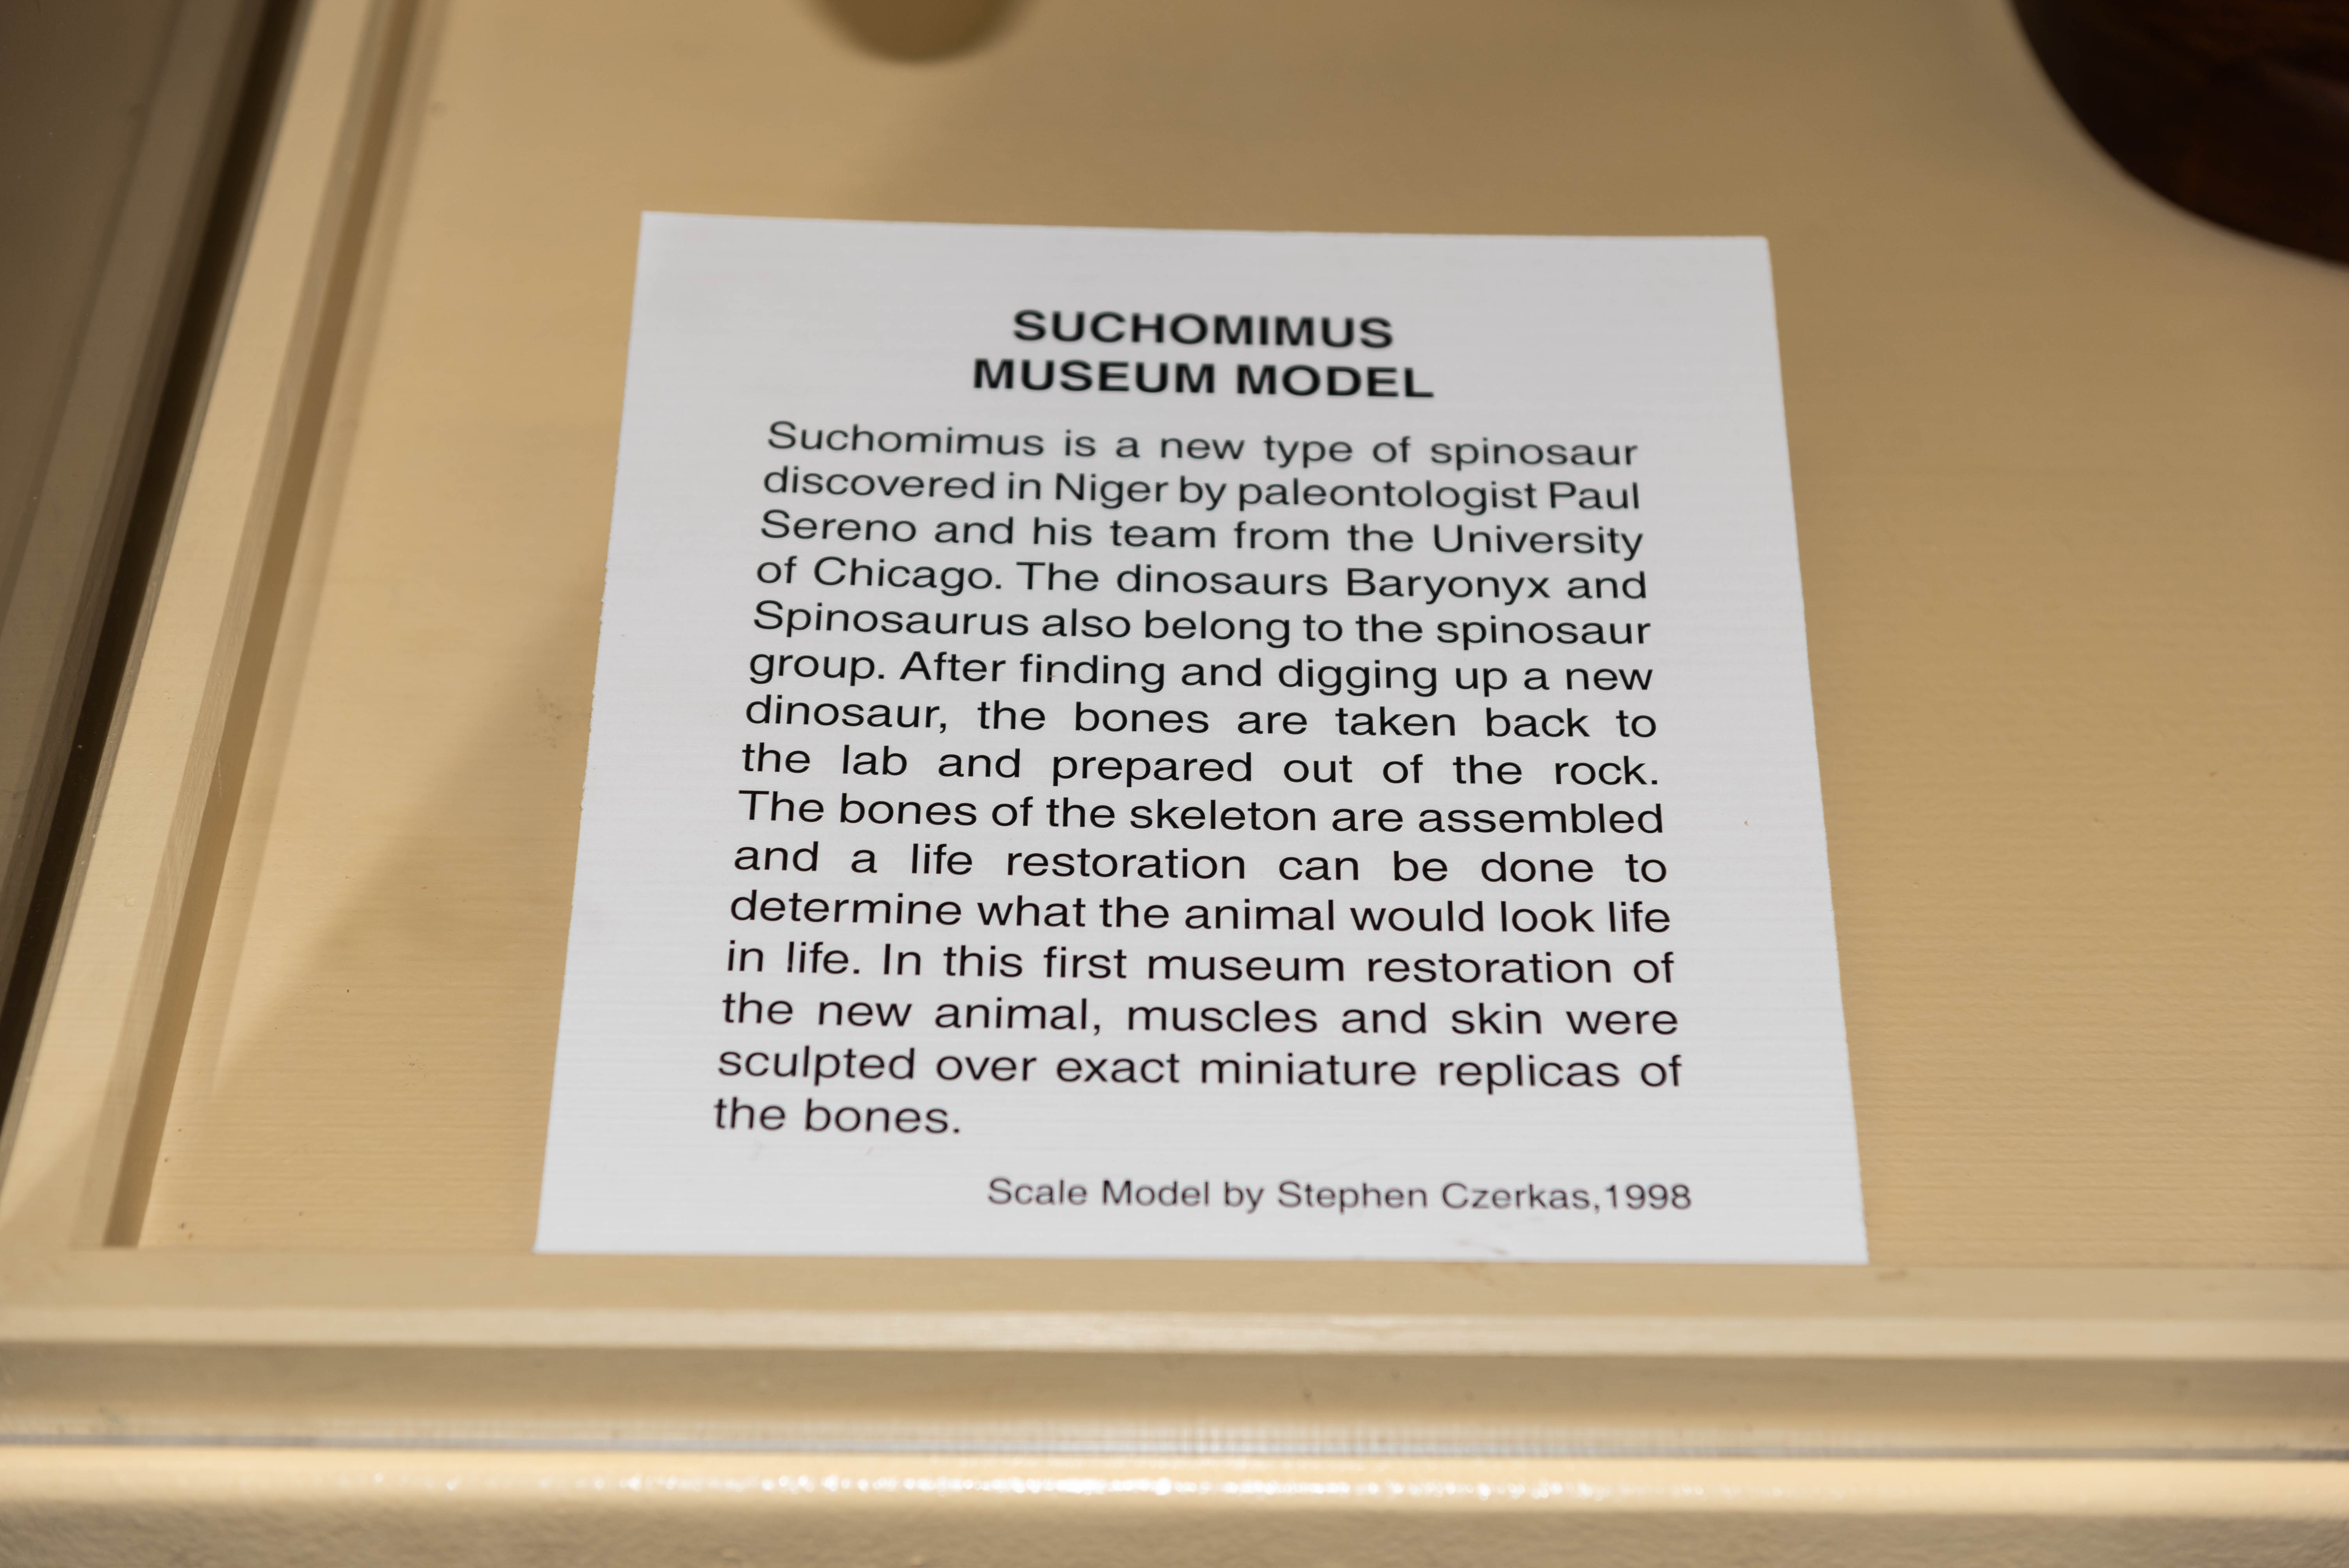 SUCHOMIMUS
MUSEUM MODEL
Suchomimus is a new type of spinosaur
discovered in Niger by paleontologist Paul
Sereno and his team from the University
of Chicago. The dinosaurs Baryonyx and
Spinosaurus also belong to the spinosaur
group. After finding and digging up a new
dinosaur, the bones are taken back to
the lab and prepared out of the rock.
The bones of the skeleton are assembled
and a life restoration can be done to
determine what the animal would look life
in life. In this first museum restoration of
the new animal, muscles and skin were
sculpted over exact miniature replicas of
the bones.
Scale Model by Stephen Czerkas,1998